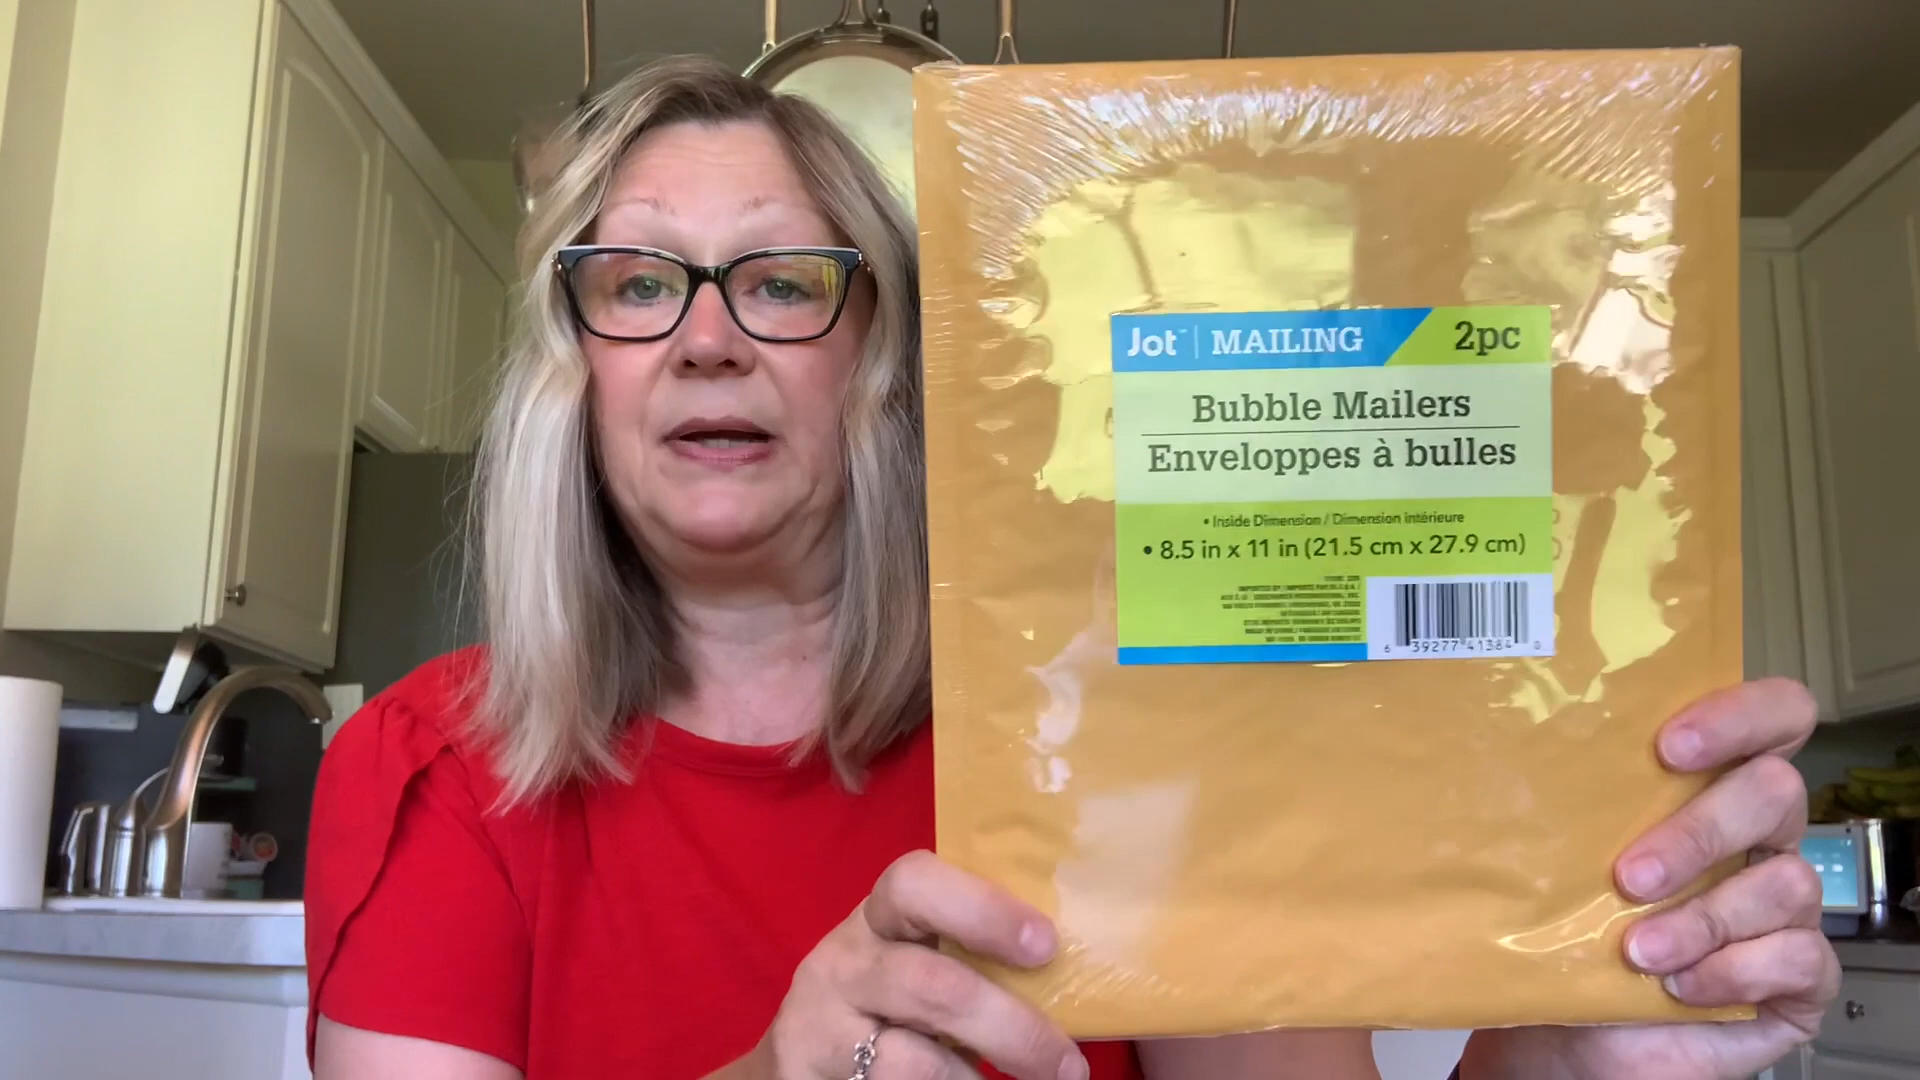 Jot™ | MAILING 2pc
Bubble Mailers
Enveloppes à bulles
• Inside Dimension / Dimension intérieure
• 8.5 in x 11 in (21.5 cm x 27.9 cm)
6 39277 41384 0